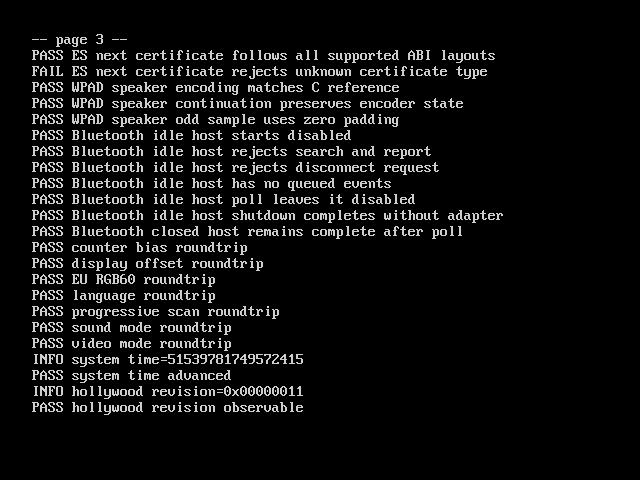 -- page 3 --
PASS ES next certificate follows all supported ABI layouts
FAIL ES next certificate rejects unknown certificate type
PASS WPAD speaker encoding matches C reference
PASS WPAD speaker continuation preserves encoder state
PASS WPAD speaker odd sample uses zero padding
PASS Bluetooth idle host starts disabled
PASS Bluetooth idle host rejects search and report
PASS Bluetooth idle host rejects disconnect request
PASS Bluetooth idle host has no queued events
PASS Bluetooth idle host poll leaves it disabled
PASS Bluetooth idle host shutdown completes without adapter
PASS Bluetooth closed host remains complete after poll
PASS counter bias roundtrip
PASS display offset roundtrip
PASS EU RGB60 roundtrip
PASS language roundtrip
PASS progressive scan roundtrip
PASS sound mode roundtrip
PASS video mode roundtrip
INFO system time=51539781749572415
PASS system time advanced
INFO hollywood revision=0x00000011
PASS hollywood revision observable